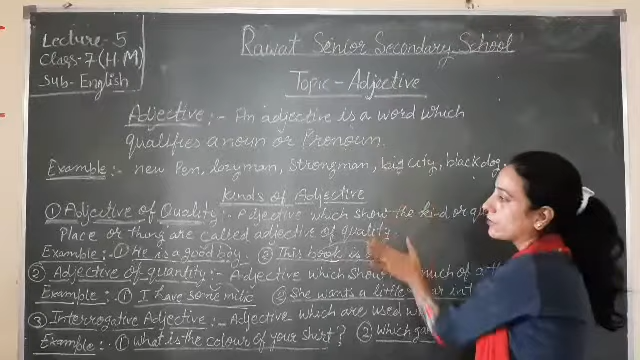 Lecture-5
Class-7 (H.M)
Sub- English
Rawat Senior Secondary School
Topic - Adjective
Adjective :- An adjective is a word which
qualifies a noun or Pronoun.
Example :- new Pen, lazyman, Strongman, big city, black dog.
Kinds of Adjective
① Adjective of Quality :- Adjective which show the kind or
Place or thing are called adjective of quality.
Example: ① He is a good boy. ② This book is
② Adjective of quantity :- Adjective which show much of a
Example : ① I have some milk ② She wants a little
③ Interrogative Adjective :- Adjective which are used
Example : ① What is the colour of your shirt? ② Which